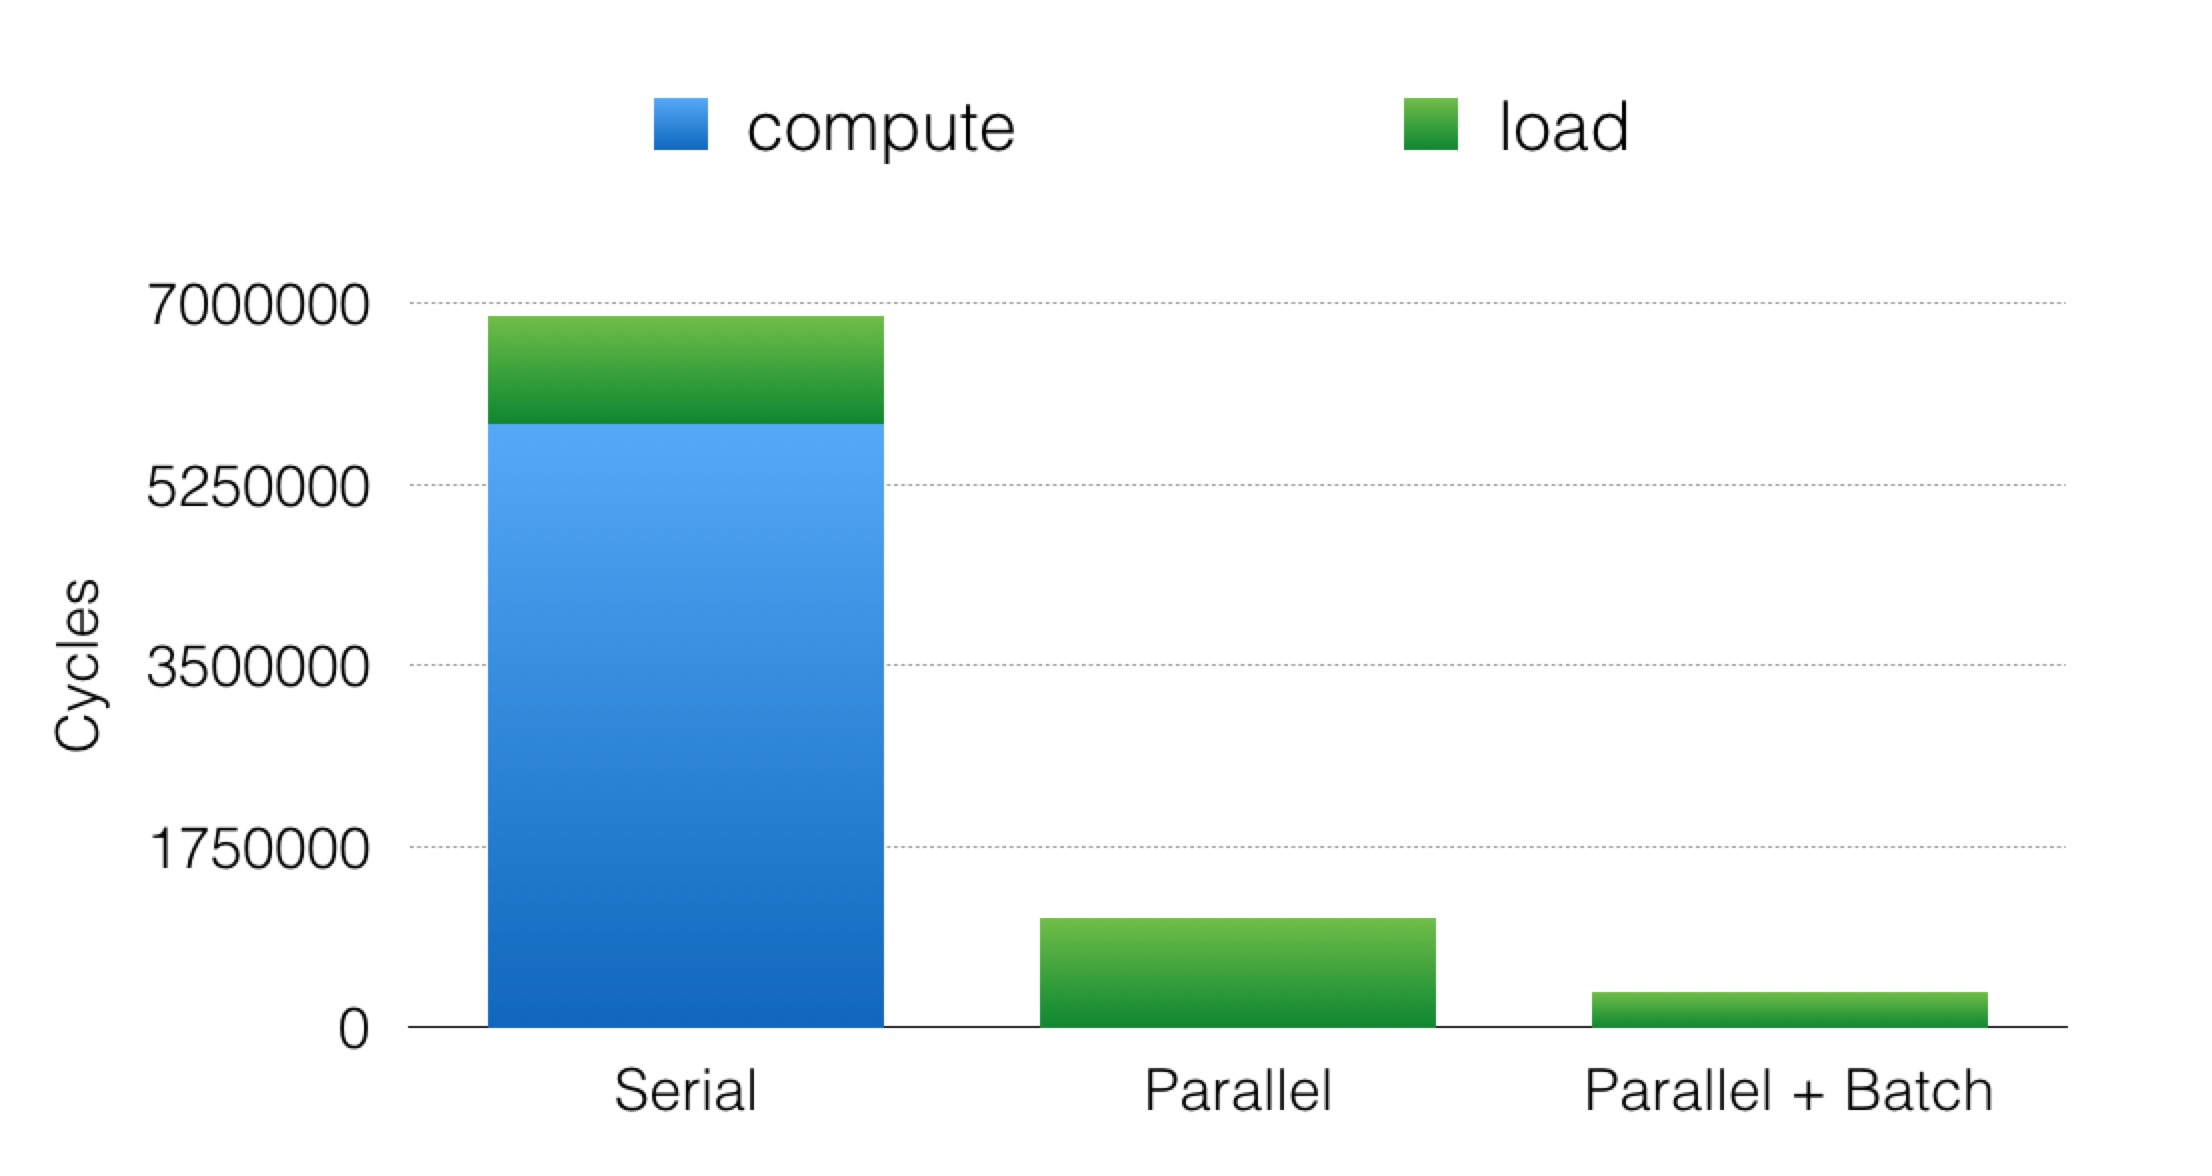 compute load
7000000
5250000
3500000
1750000
0
Cycles
Serial Parallel Parallel + Batch